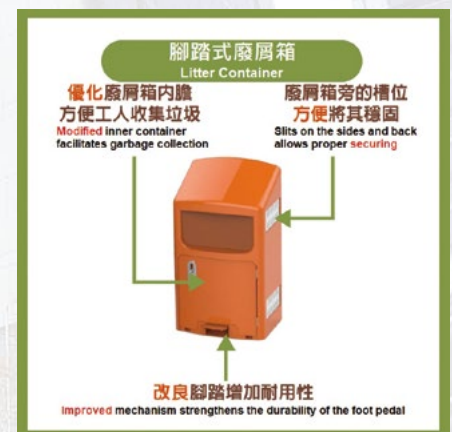 腳踏式廢屑箱
Litter Container
優化廢屑箱內膽
方便工人收集垃圾
Modified inner container
facilitates garbage collection
廢屑箱旁的槽位
方便將其穩固
Slits on the sides and back
allows proper securing
改良腳踏增加耐用性
Improved mechanism strengthens the durability of the foot pedal